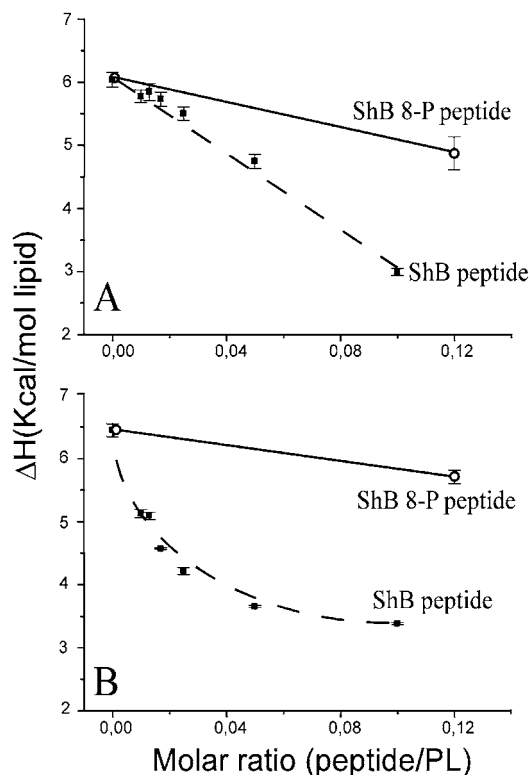 7
6
5
4
3
2
ShB 8-P peptide
ShB peptide
A
0,00
0,04
0,08
0,12
ΔH(Kcal/mol lipid)
7
6
5
4
3
2
ShB 8-P peptide
ShB peptide
B
0,00
0,04
0,08
0,12
Molar ratio (peptide/PL)